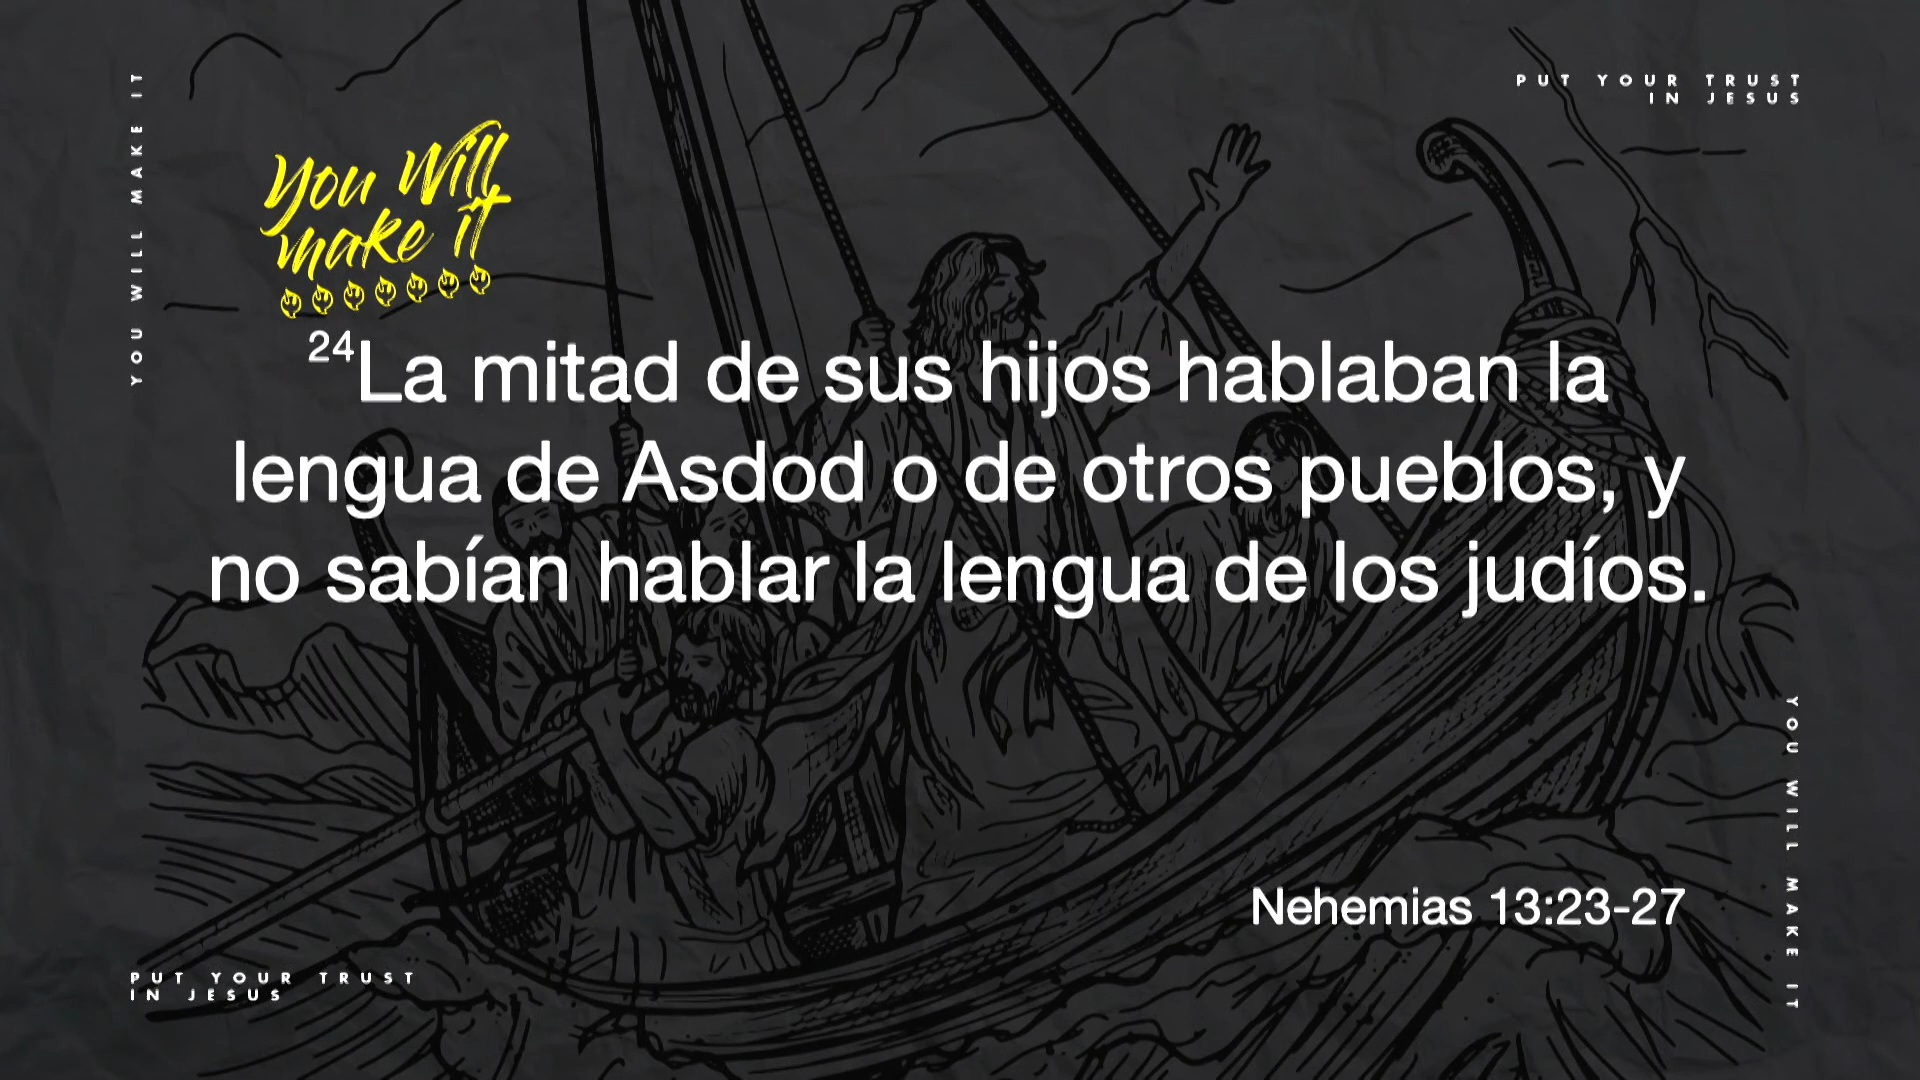 YOU WILL MAKE IT
PUT YOUR TRUST
IN JESUS
You Will
make it
24La mitad de sus hijos hablaban la
lengua de Asdod o de otros pueblos, y
no sabían hablar la lengua de los judíos.
Nehemias 13:23-27
YOU WILL MAKE IT
PUT YOUR TRUST
IN JESUS